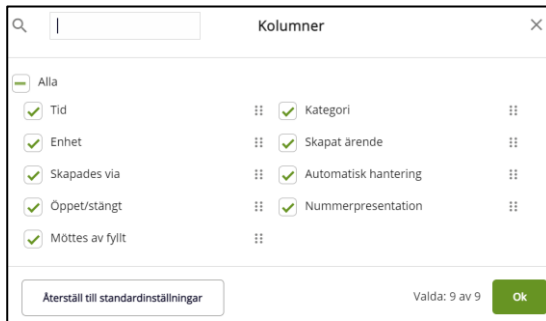 Kolumner
Alla
Tid
Kategori
Enhet
Skapat ärende
Skapades via
Automatisk hantering
Öppet/stängt
Nummerpresentation
Möttes av fyllt
Återställ till standardinställningar
Valda: 9 av 9
Ok